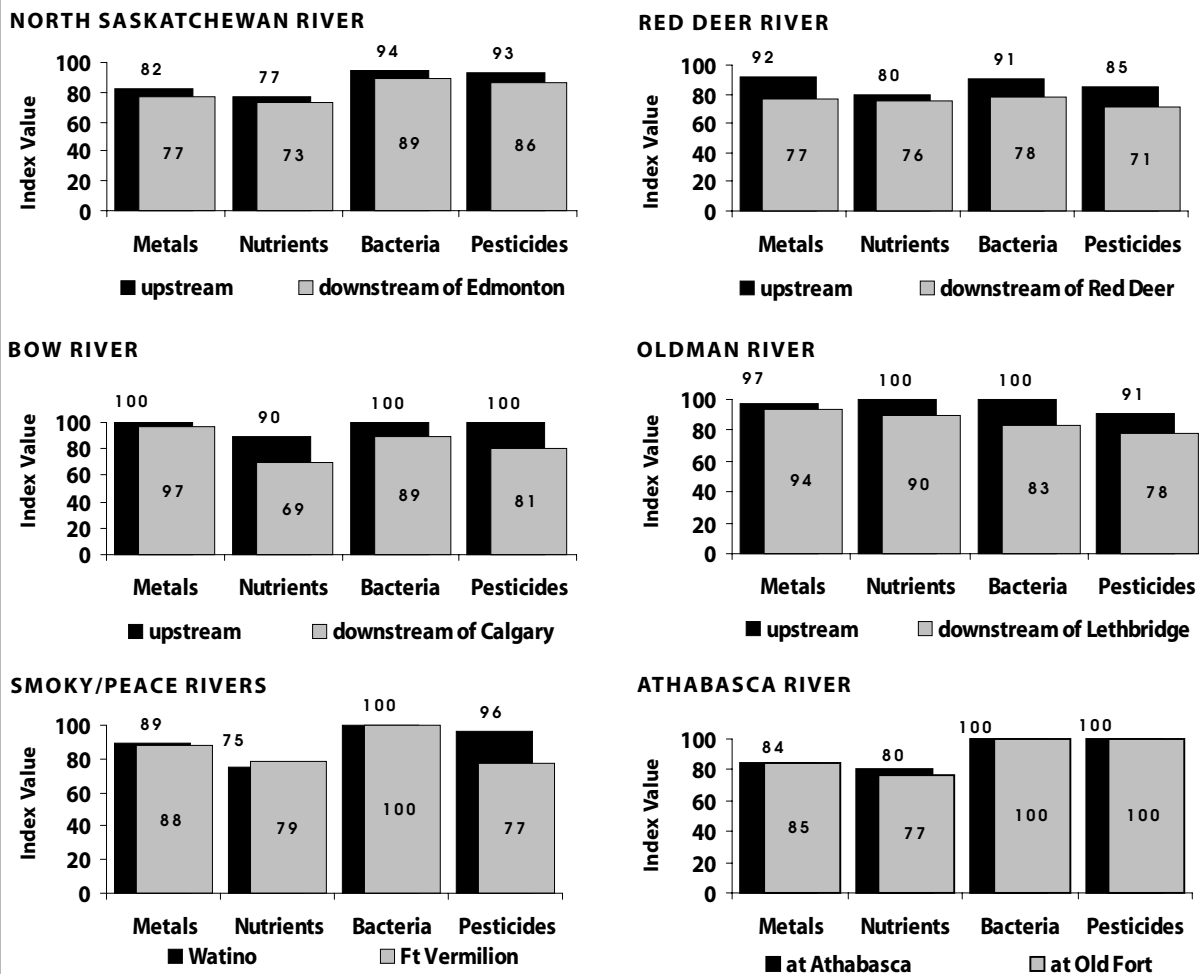 NORTH SASKATCHEWAN RIVER
Index Value
100
80
60
40
20
0
82 77 94 93
77 73 89 86
Metals Nutrients Bacteria Pesticides
upstream downstream of Edmonton
RED DEER RIVER
Index Value
100
80
60
40
20
0
92 80 91 85
77 76 78 71
Metals Nutrients Bacteria Pesticides
upstream downstream of Red Deer
BOW RIVER
Index Value
100
80
60
40
20
0
100 90 100 100
97 69 89 81
Metals Nutrients Bacteria Pesticides
upstream downstream of Calgary
OLDMAN RIVER
Index Value
100
80
60
40
20
0
97 100 100 91
94 90 83 78
Metals Nutrients Bacteria Pesticides
upstream downstream of Lethbridge
SMOKY/PEACE RIVERS
Index Value
100
80
60
40
20
0
89 75 100 96
88 79 100 77
Metals Nutrients Bacteria Pesticides
Watino Ft Vermilion
ATHABASCA RIVER
Index Value
100
80
60
40
20
0
84 80 100 100
85 77 100 100
Metals Nutrients Bacteria Pesticides
at Athabasca at Old Fort